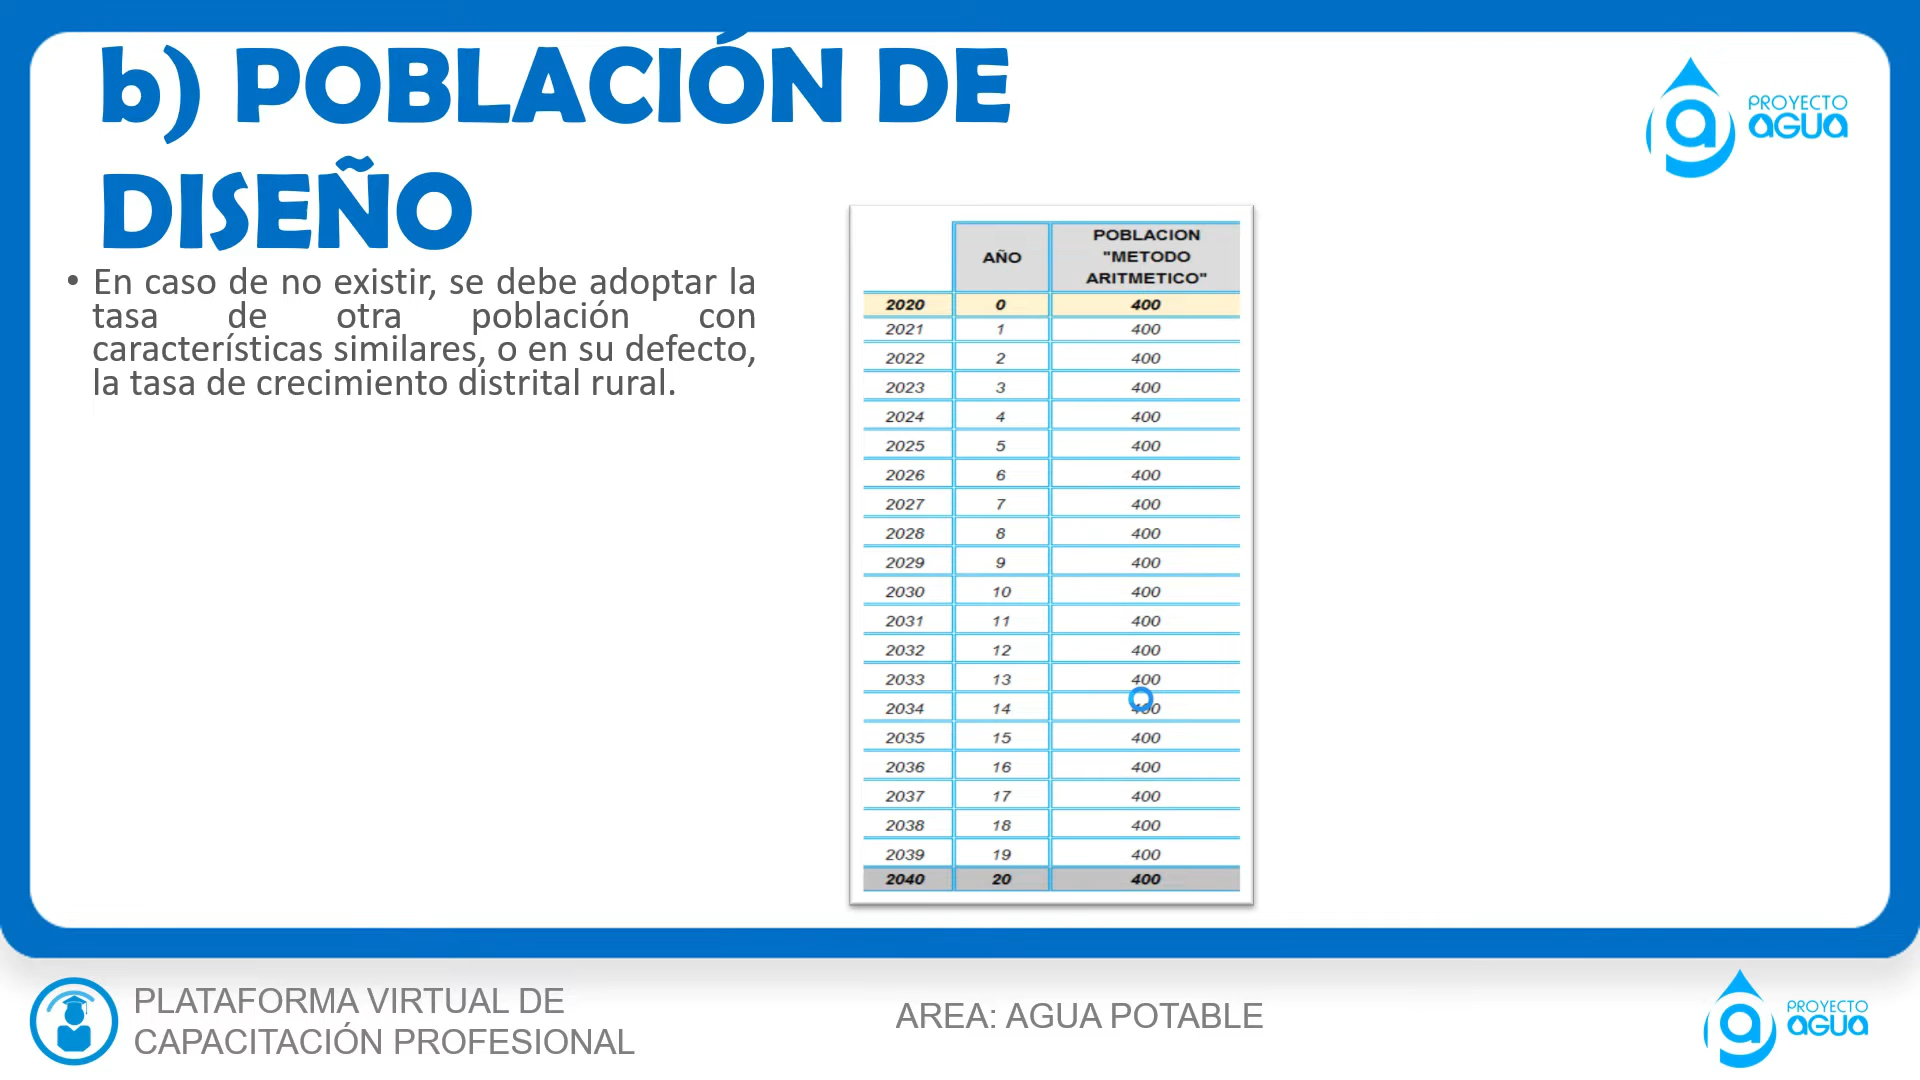 b) POBLACIÓN DE
DISEÑO
PROYECTO
aGUa
• En caso de no existir, se debe adoptar la
tasa de otra población con
características similares, o en su defecto,
la tasa de crecimiento distrital rural.
AÑO
POBLACION
"METODO
ARITMETICO"
2020 0 400
2021 1 400
2022 2 400
2023 3 400
2024 4 400
2025 5 400
2026 6 400
2027 7 400
2028 8 400
2029 9 400
2030 10 400
2031 11 400
2032 12 400
2033 13 400
2034 14 400
2035 15 400
2036 16 400
2037 17 400
2038 18 400
2039 19 400
2040 20 400
PLATAFORMA VIRTUAL DE
CAPACITACIÓN PROFESIONAL
AREA: AGUA POTABLE
PROYECTO
aGUa